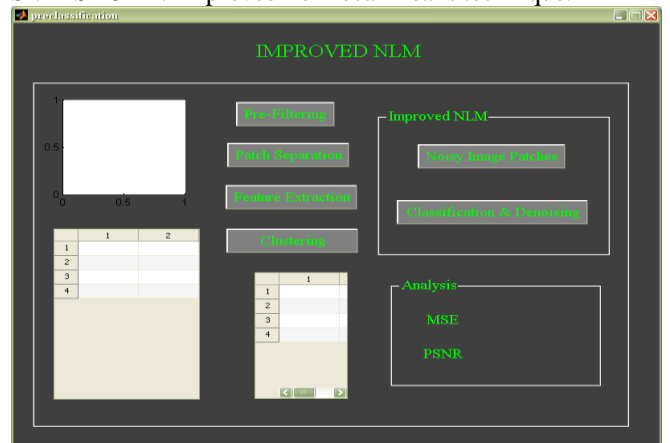 preclassification
IMPROVED NLM
1
0.5
0
0 0.5 1
Pre-Filtering
Patch Separation
Feature Extraction
Clustering
Improved NLM
Noisy Image Patches
Classification & Denoising
1 2
1
2
3
4
1
1
2
3
4
Analysis
MSE
PSNR